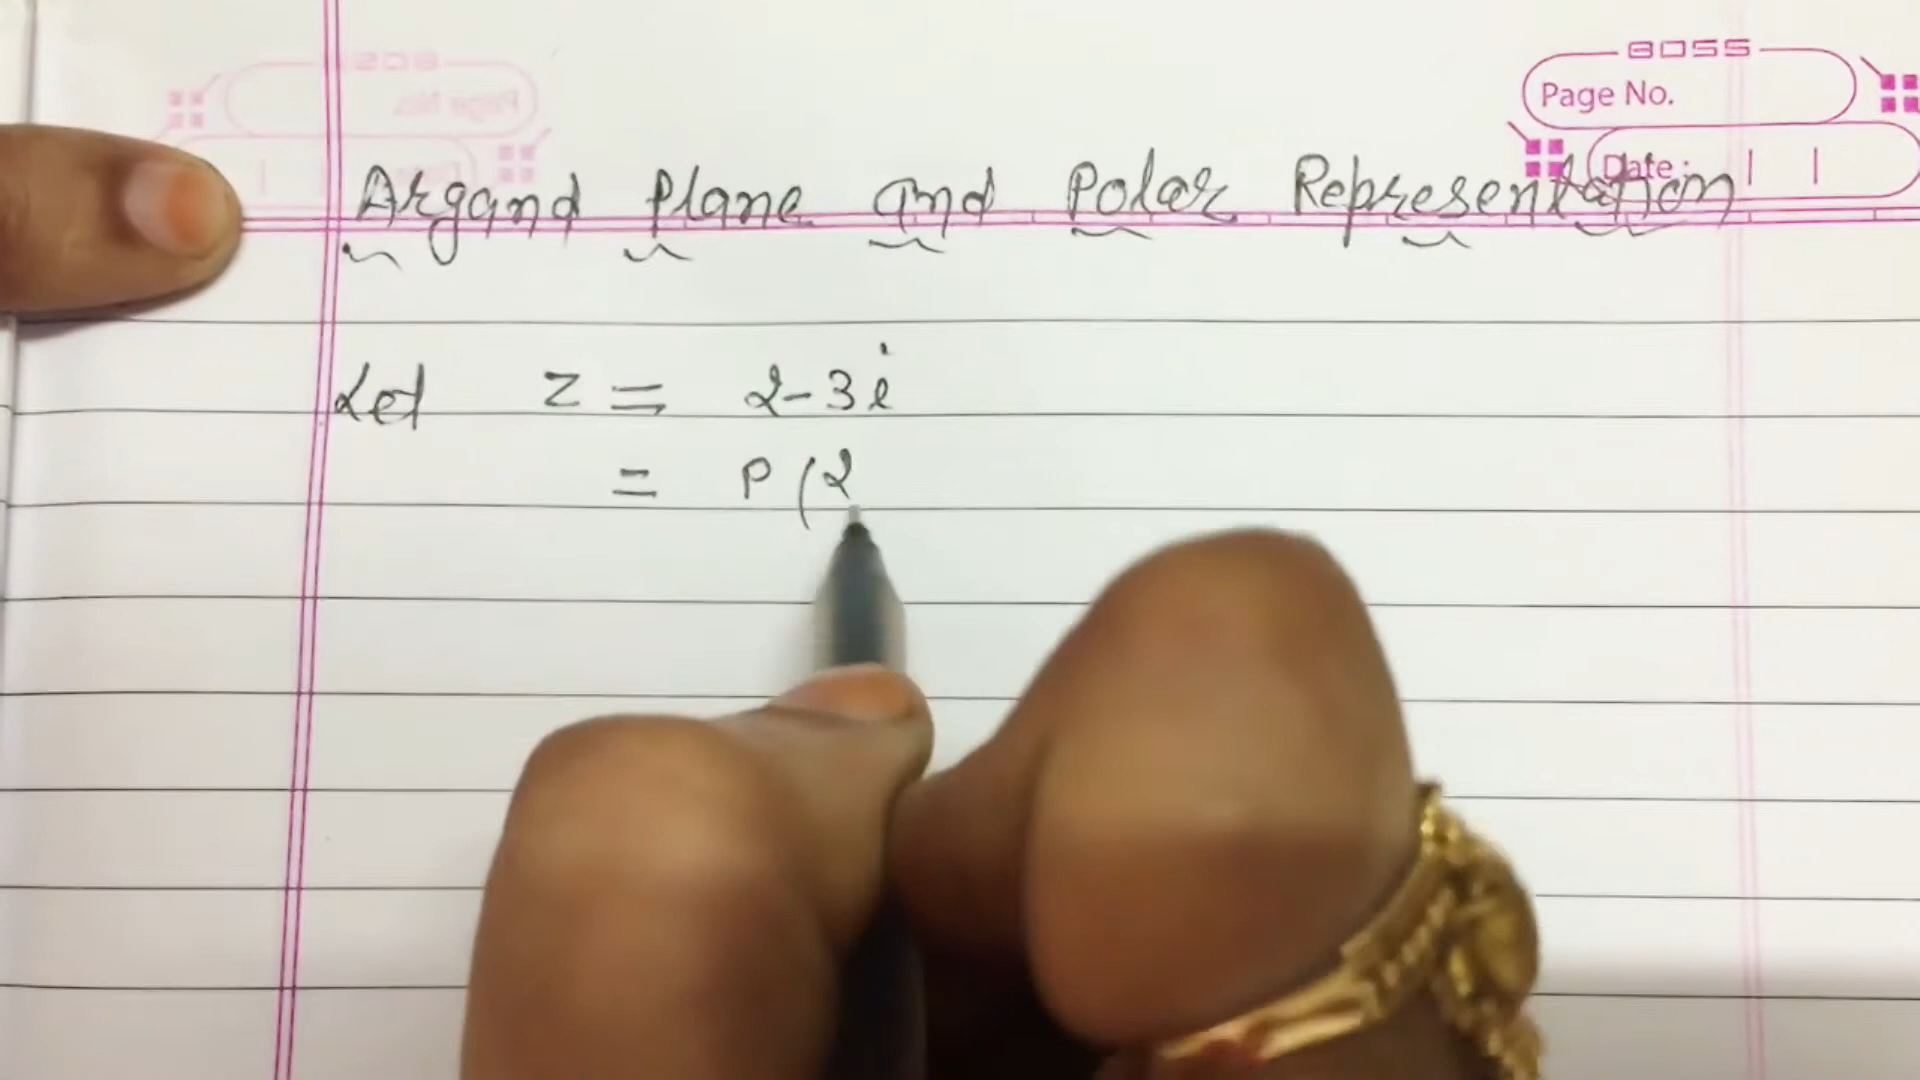 BOSS
Page No.
Date :
Argand Plane and Polar Representation
Let z = 2-3i
= P (2